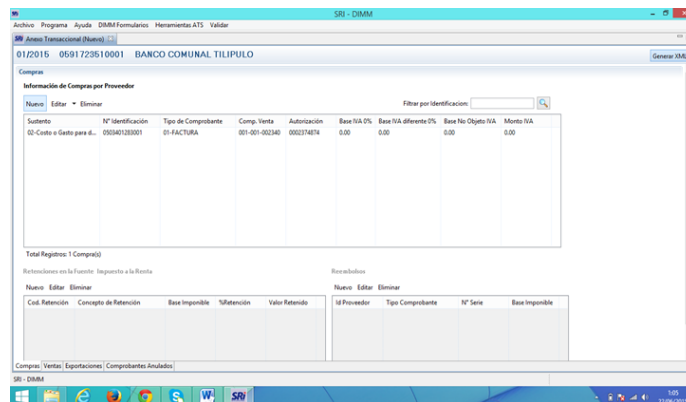 SRI - DIMM
Archivo Programa Ayuda DIMM Formularios Herramientas ATS Validar
SRi Anexo Transaccional (Nuevo)
01/2015 0591723510001 BANCO COMUNAL TILIPULO
Generar XML
Compras
Información de Compras por Proveedor
Nuevo Editar Eliminar Filtrar por Identificacion:
Sustento N° Identificación Tipo de Comprobante Comp. Venta Autorización Base IVA 0% Base IVA diferente 0% Base No Objeto IVA Monto IVA
02-Costo o Gasto para d... 0503401283001 01-FACTURA 001-001-002340 0002374874 0.00 0.00 0.00 0.00
Total Registros: 1 Compra(s)
Retenciones en la Fuente Impuesto a la Renta Reembolsos
Nuevo Editar Eliminar Nuevo Editar Eliminar
Cod. Retención Concepto de Retención Base Imponible %Retención Valor Retenido Id Proveedor Tipo Comprobante N° Serie Base Imponible
Compras Ventas Exportaciones Comprobantes Anulados
SRI - DIMM
SRi
1:05